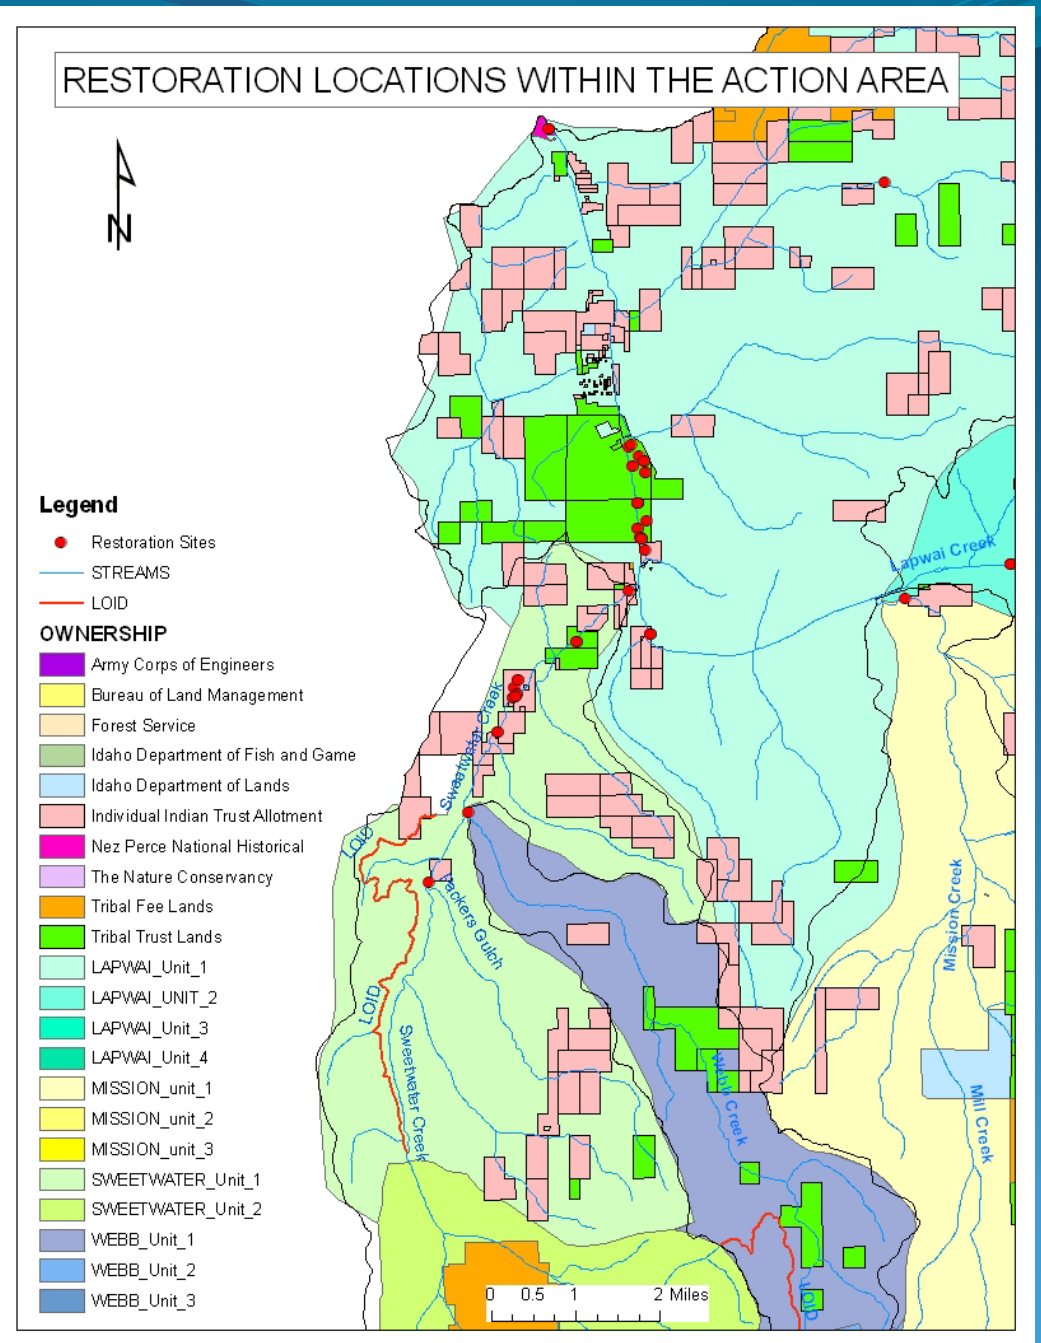 RESTORATION LOCATIONS WITHIN THE ACTION AREA
N
Legend
Restoration Sites
STREAMS
LOID
OWNERSHIP
Army Corps of Engineers
Bureau of Land Management
Forest Service
Idaho Department of Fish and Game
Idaho Department of Lands
Individual Indian Trust Allotment
Nez Perce National Historical
The Nature Conservancy
Tribal Fee Lands
Tribal Trust Lands
LAPWAI_Unit_1
LAPWAI_UNIT_2
LAPWAI_Unit_3
LAPWAI_Unit_4
MISSION_unit_1
MISSION_unit_2
MISSION_unit_3
SWEETWATER_Unit_1
SWEETWATER_Unit_2
WEBB_Unit_1
WEBB_Unit_2
WEBB_Unit_3
Lapwai Creek
Sweetwater Creek
LOID
Packers Gulch
Mission Creek
LOID
Sweetwater Creek
Webb Creek
Mill Creek
LOID
0 0.5 1 2 Miles